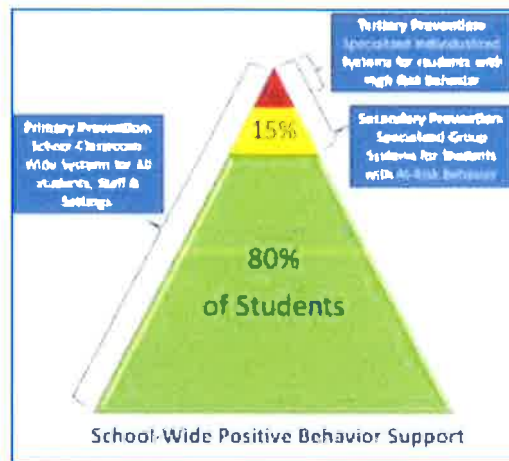 Tertiary Prevention:
Specialized Individualized
Systems for Students with
High Risk Behavior
15%
Secondary Prevention:
Specialized Group
Systems for Students
with At-Risk Behavior
Primary Prevention:
School Classroom
Wide System for All
Students, Staff &
Settings
80%
of Students
School-Wide Positive Behavior Support